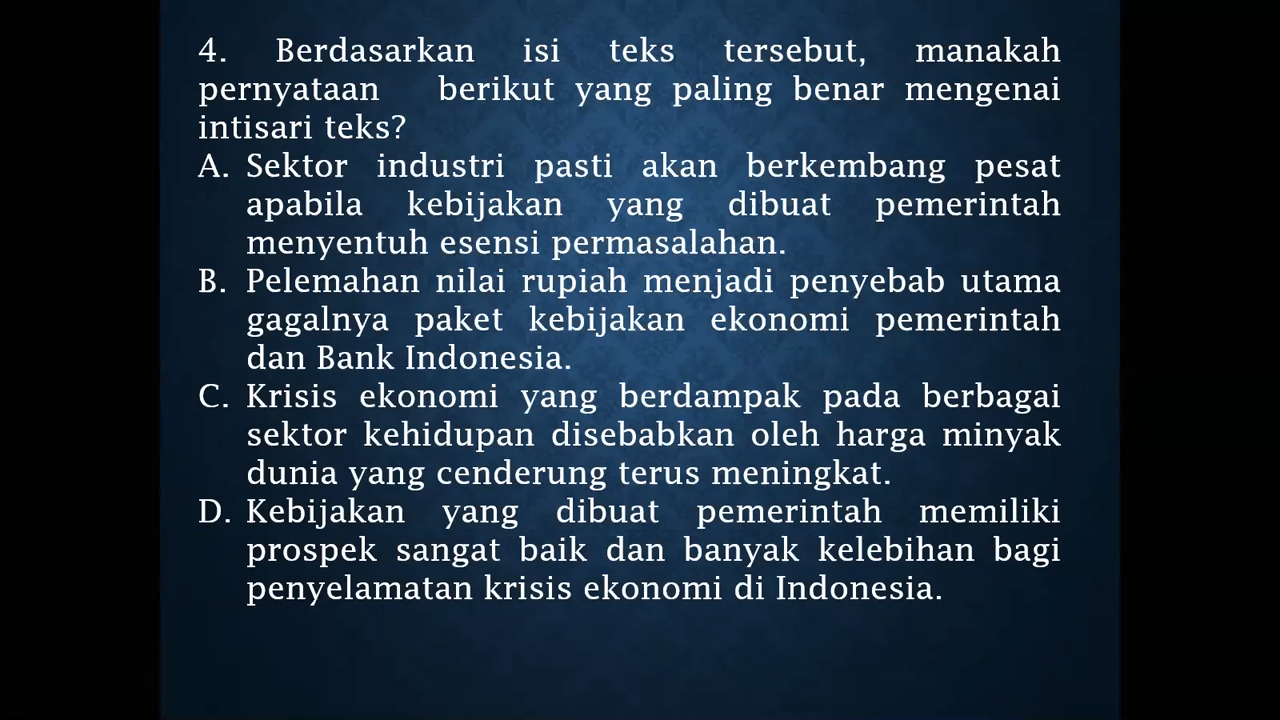 4. Berdasarkan isi teks tersebut, manakah
pernyataan berikut yang paling benar mengenai
intisari teks?
A. Sektor industri pasti akan berkembang pesat
apabila kebijakan yang dibuat pemerintah
menyentuh esensi permasalahan.
B. Pelemahan nilai rupiah menjadi penyebab utama
gagalnya paket kebijakan ekonomi pemerintah
dan Bank Indonesia.
C. Krisis ekonomi yang berdampak pada berbagai
sektor kehidupan disebabkan oleh harga minyak
dunia yang cenderung terus meningkat.
D. Kebijakan yang dibuat pemerintah memiliki
prospek sangat baik dan banyak kelebihan bagi
penyelamatan krisis ekonomi di Indonesia.